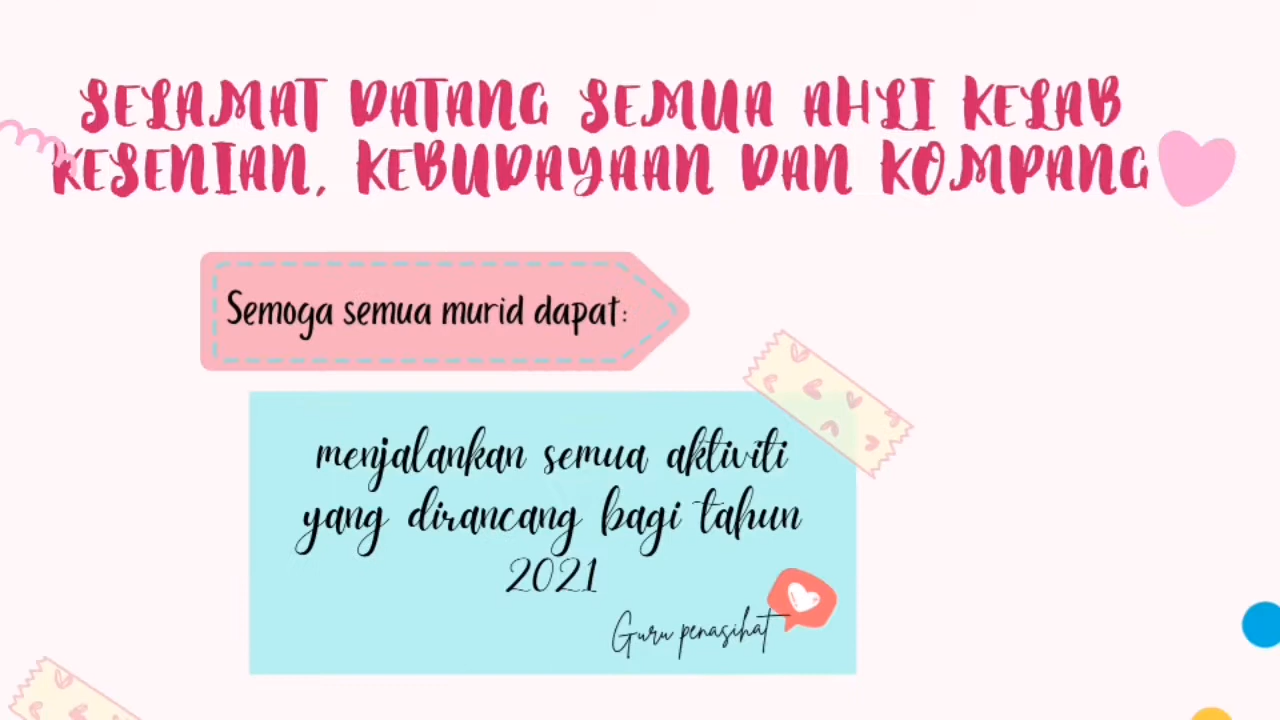 SELAMAT DATANG SEMUA AHLI KELAB
KESENIAN, KEBUDAYAAN DAN KOMPANG
Semoga semua murid dapat:
menjalankan semua aktiviti
yang dirancang bagi tahun
2021
Guru penasihat